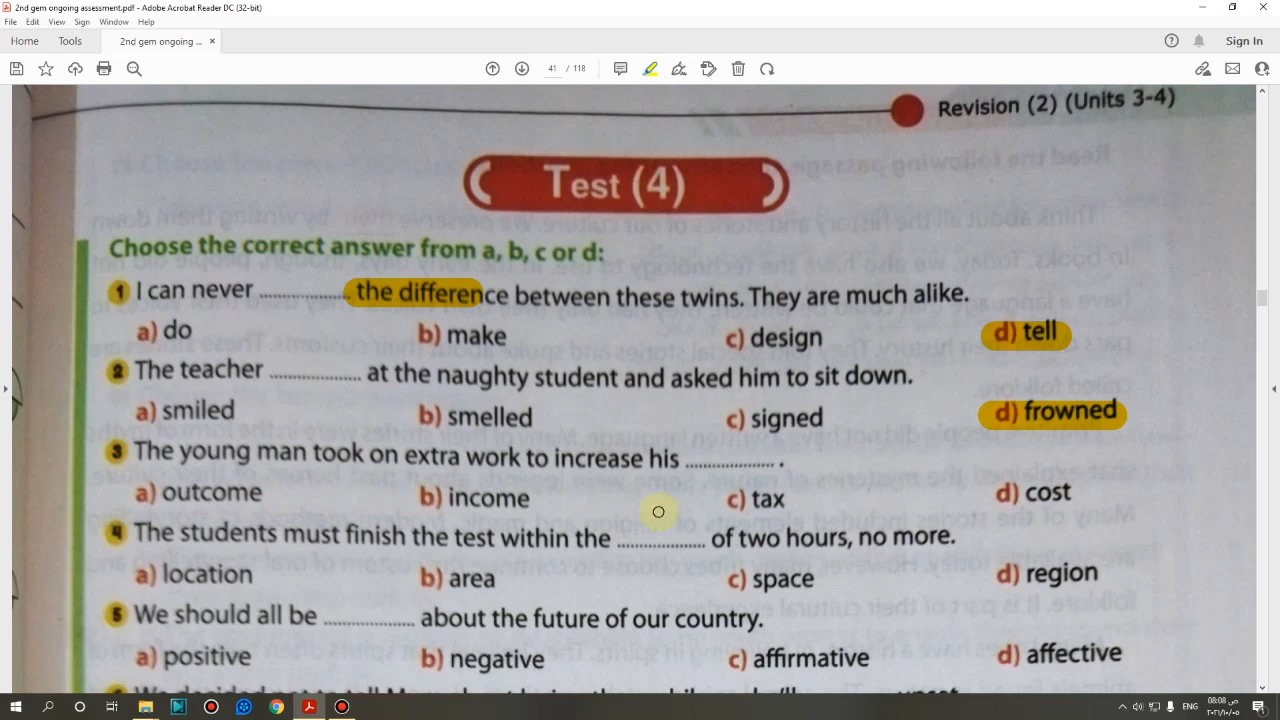 2nd gem ongoing assessment.pdf - Adobe Acrobat Reader DC (32-bit)
File Edit View Sign Window Help
Home Tools 2nd gem ongoing ... × Sign In
41 / 118
Revision (2) (Units 3-4)
Test (4)
Choose the correct answer from a, b, c or d:
1 I can never .................... the difference between these twins. They are much alike.
a) do b) make c) design d) tell
2 The teacher .................... at the naughty student and asked him to sit down.
a) smiled b) smelled c) signed d) frowned
3 The young man took on extra work to increase his .................... .
a) outcome b) income c) tax d) cost
4 The students must finish the test within the .................... of two hours, no more.
a) location b) area c) space d) region
5 We should all be .................... about the future of our country.
a) positive b) negative c) affirmative d) affective
ENG 08:08 ص
٢٠٢١/١٠/٠٥